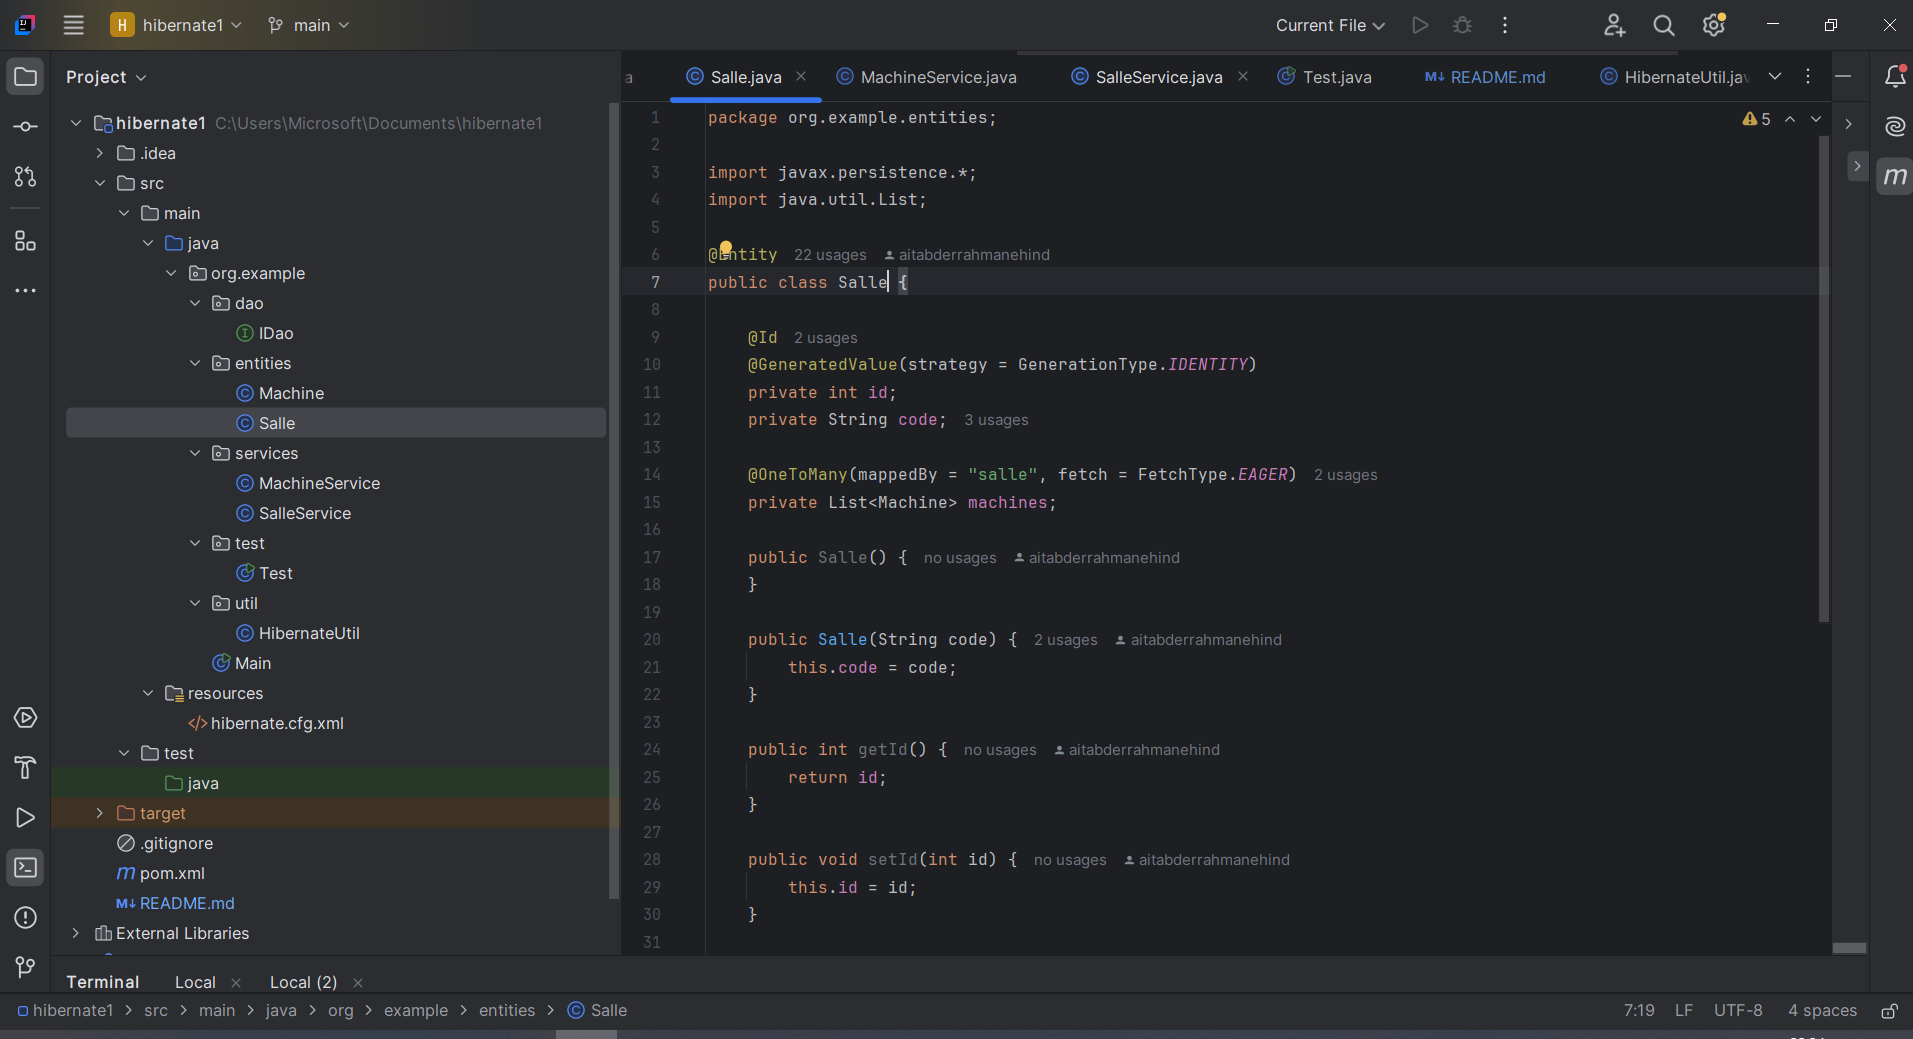 H hibernate1 main Current File
Project
a Salle.java MachineService.java SalleService.java Test.java M↓ README.md HibernateUtil.jav
hibernate1 C:\Users\Microsoft\Documents\hibernate1
.idea
src
main
java
org.example
dao
IDao
entities
Machine
Salle
services
MachineService
SalleService
test
Test
util
HibernateUtil
Main
resources
hibernate.cfg.xml
test
java
target
.gitignore
m pom.xml
M↓ README.md
External Libraries
5
m
1 package org.example.entities;
2
3 import javax.persistence.*;
4 import java.util.List;
5
6 @Entity 22 usages aitabderrahmanehind
7 public class Salle {
8
9 @Id 2 usages
10 @GeneratedValue(strategy = GenerationType.IDENTITY)
11 private int id;
12 private String code; 3 usages
13
14 @OneToMany(mappedBy = "salle", fetch = FetchType.EAGER) 2 usages
15 private List<Machine> machines;
16
17 public Salle() { no usages aitabderrahmanehind
18 }
19
20 public Salle(String code) { 2 usages aitabderrahmanehind
21 this.code = code;
22 }
23
24 public int getId() { no usages aitabderrahmanehind
25 return id;
26 }
27
28 public void setId(int id) { no usages aitabderrahmanehind
29 this.id = id;
30 }
31
Terminal Local × Local (2) ×
hibernate1 > src > main > java > org > example > entities > Salle 7:19 LF UTF-8 4 spaces